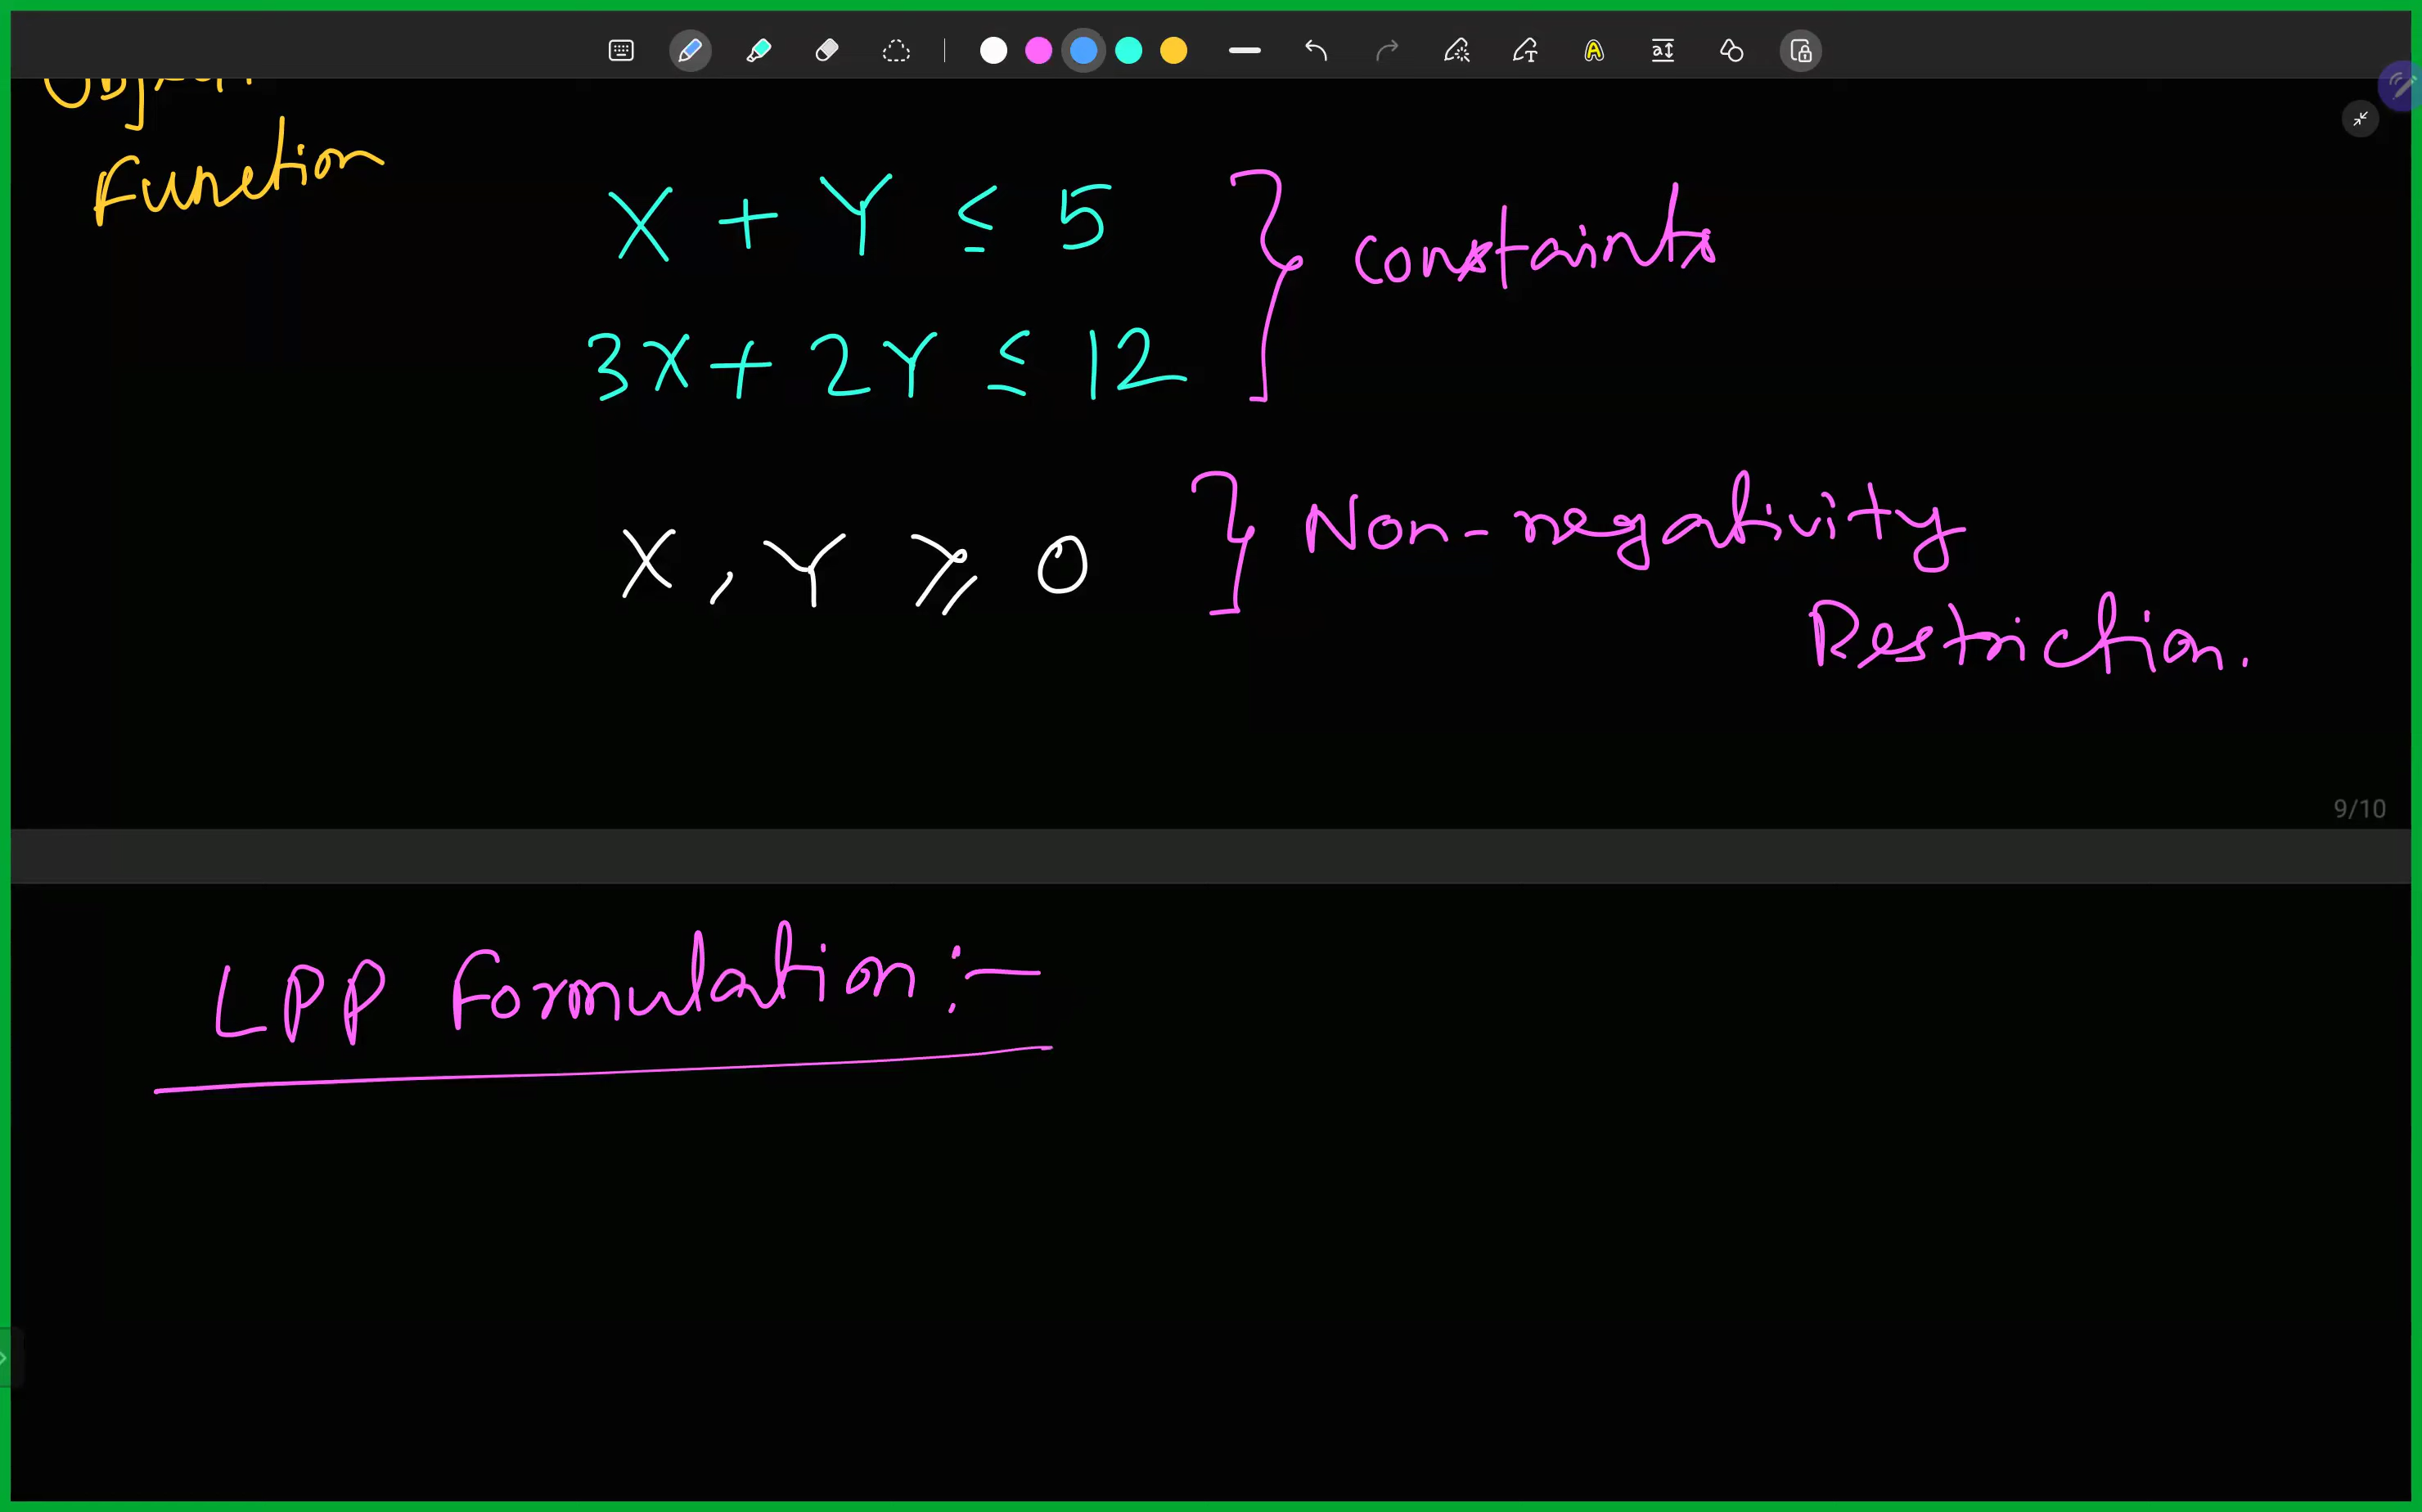 Function
X + Y ≤ 5 } constaints
3X + 2Y ≤ 12
X, Y ≥ 0 } Non-negativity
Restriction.
9/10
LPP Formulation :-